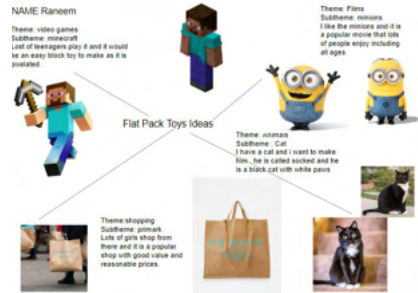 NAME Raneem
Theme: video games
Subtheme: minecraft
Lost of teenagers play it and it would
be an easy block toy to make as it is
pixelated .
Theme: Films
Subtheme: minions
I like the minions and it is
a popular movie that lots
of people enjoy including
all ages.
Flat Pack Toys Ideas
Theme: Animals
Subtheme : Cat
I have a cat and i want to make
him , he is called socked and he
is a black cat with white paws
Theme:shopping
Subtheme: primark
Lots of girls shop from
there and it is a popular
shop with good value and
reasonable prices.